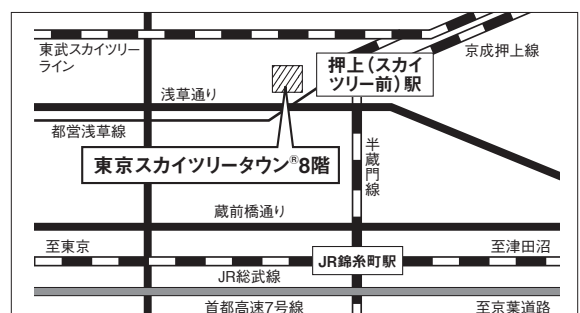 東武スカイツリー
ライン
京成押上線
押上（スカイ
ツリー前）駅
浅草通り
都営浅草線
東京スカイツリータウン®8階
半蔵門線
蔵前橋通り
至東京
至津田沼
JR錦糸町駅
JR総武線
首都高速7号線
至京葉道路